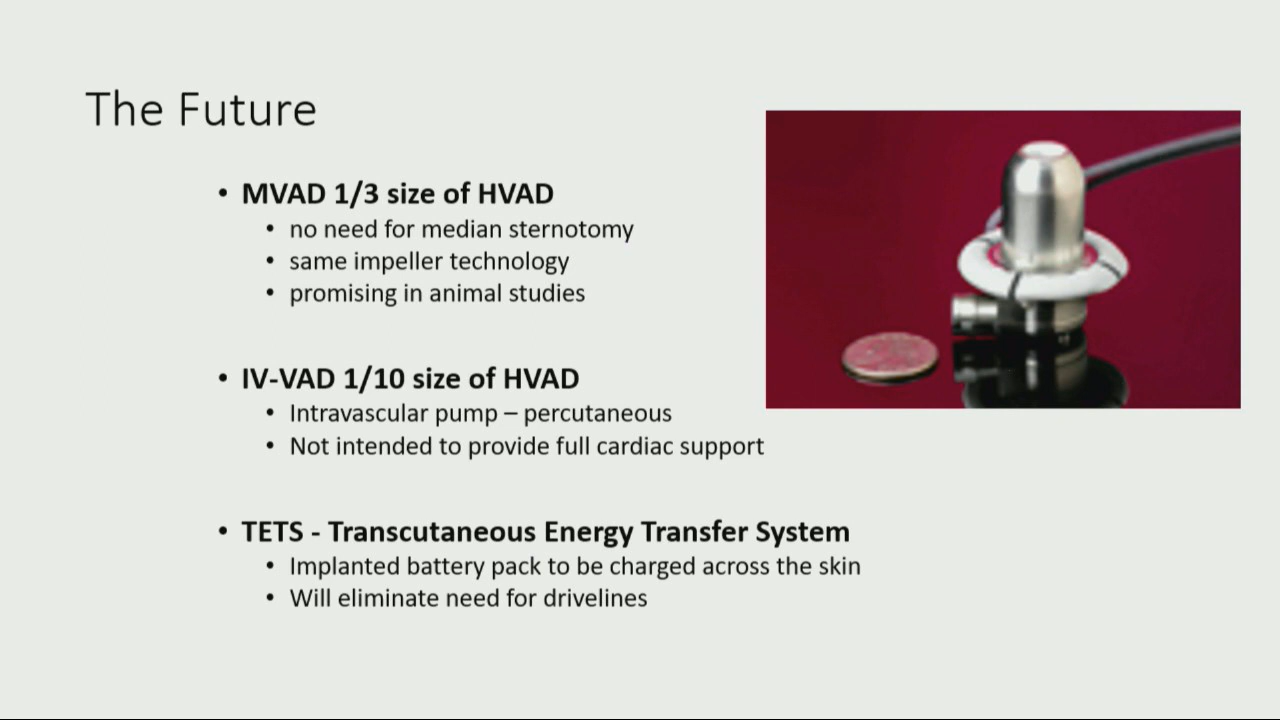 The Future
• MVAD 1/3 size of HVAD
• no need for median sternotomy
• same impeller technology
• promising in animal studies
• IV-VAD 1/10 size of HVAD
• Intravascular pump – percutaneous
• Not intended to provide full cardiac support
• TETS - Transcutaneous Energy Transfer System
• Implanted battery pack to be charged across the skin
• Will eliminate need for drivelines